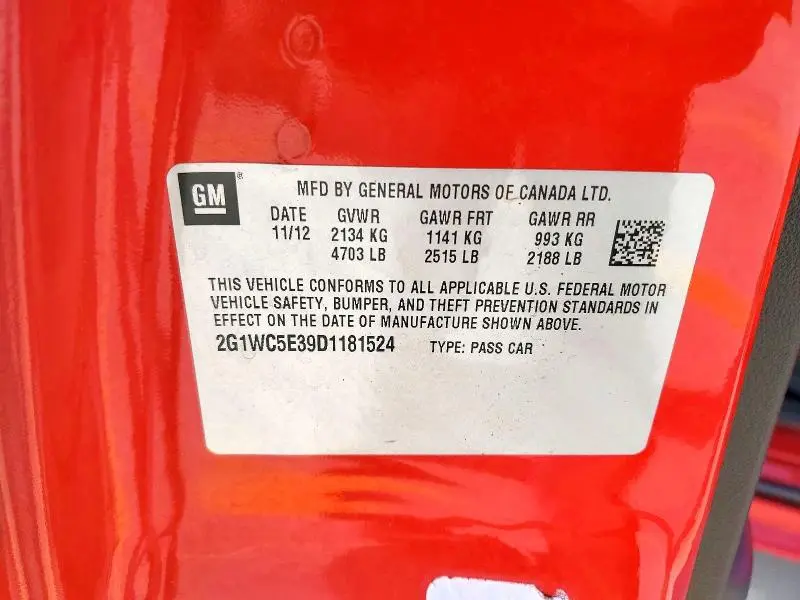 GM®
MFD BY GENERAL MOTORS OF CANADA LTD.
DATE GVWR GAWR FRT GAWR RR
11/12 2134 KG 1141 KG 993 KG
4703 LB 2515 LB 2188 LB
THIS VEHICLE CONFORMS TO ALL APPLICABLE U.S. FEDERAL MOTOR
VEHICLE SAFETY, BUMPER, AND THEFT PREVENTION STANDARDS IN
EFFECT ON THE DATE OF MANUFACTURE SHOWN ABOVE.
2G1WC5E39D1181524 TYPE: PASS CAR